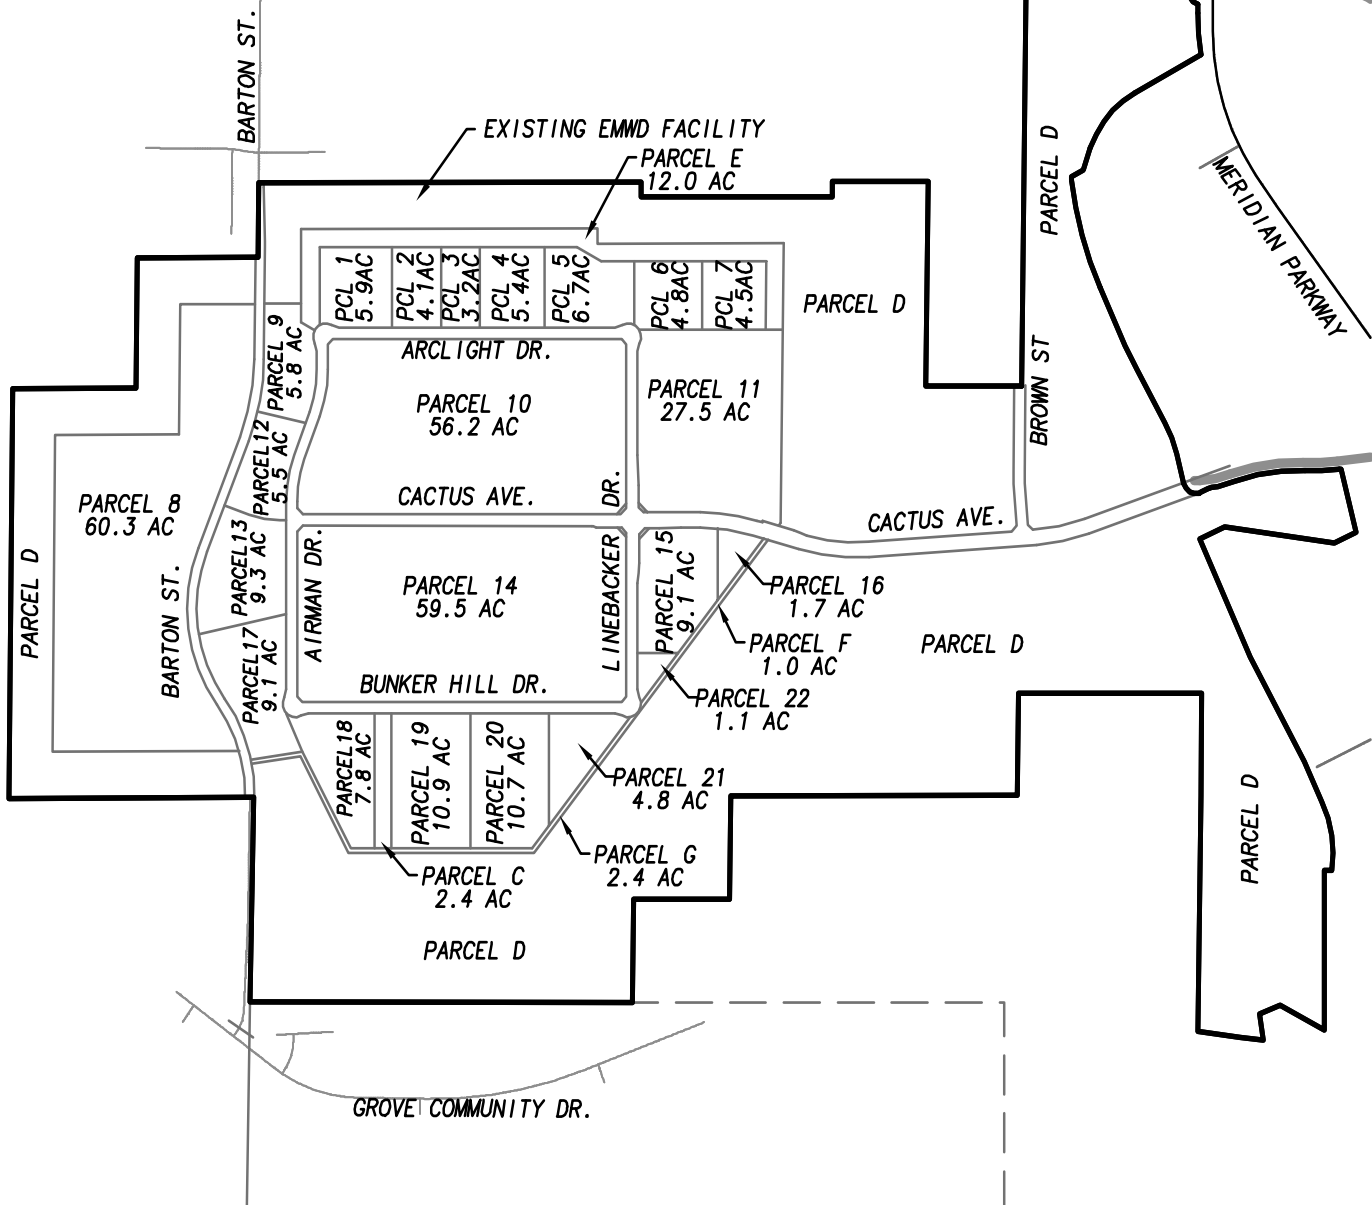 BARTON ST.
EXISTING EMWD FACILITY
PARCEL E
12.0 AC
PARCEL D
MERIDIAN PARKWAY
PCL 1
5.9AC
PCL 2
4.1AC
PCL 3
3.2AC
PCL 4
5.4AC
PCL 5
6.7AC
PCL 6
4.8AC
PCL 7
4.5AC
PARCEL D
PARCEL 9
5.8 AC
ARCLIGHT DR.
PARCEL 10
56.2 AC
PARCEL 11
27.5 AC
BROWN ST
PARCEL12
5.5 AC
CACTUS AVE.
DR.
LINEBACKER
PARCEL 8
60.3 AC
CACTUS AVE.
PARCEL D
PARCEL13
9.3 AC
AIRMAN DR.
PARCEL 14
59.5 AC
PARCEL 15
9.1 AC
PARCEL 16
1.7 AC
BARTON ST.
PARCEL F
1.0 AC
PARCEL D
PARCEL17
9.1 AC
BUNKER HILL DR.
PARCEL 22
1.1 AC
PARCEL18
7.8 AC
PARCEL 19
10.9 AC
PARCEL 20
10.7 AC
PARCEL 21
4.8 AC
PARCEL D
PARCEL G
2.4 AC
PARCEL C
2.4 AC
PARCEL D
GROVE COMMUNITY DR.